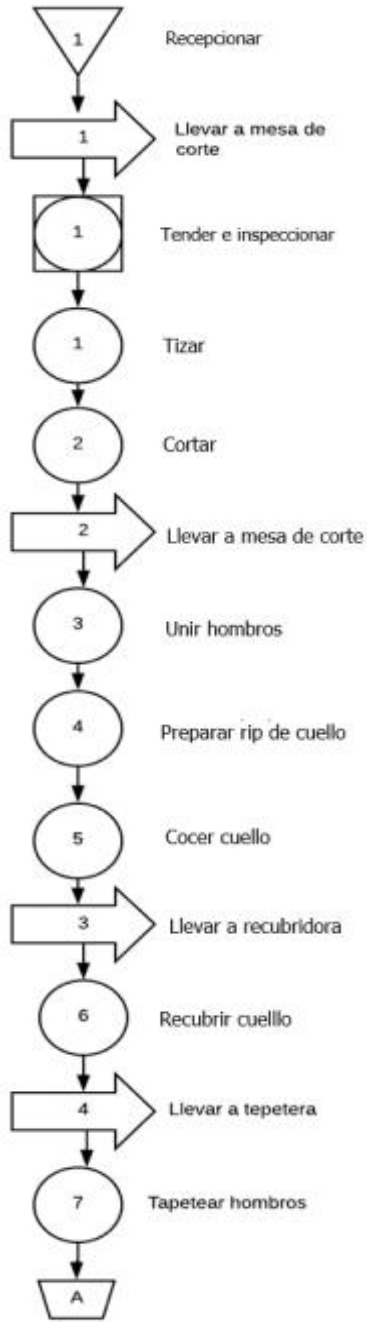 1 Recepcionar
1 Llevar a mesa de
corte
1 Tender e inspeccionar
1 Tizar
2 Cortar
2 Llevar a mesa de corte
3 Unir hombros
4 Preparar rip de cuello
5 Cocer cuello
3 Llevar a recubridora
6 Recubrir cuelllo
4 Llevar a tepetera
7 Tapetear hombros
A